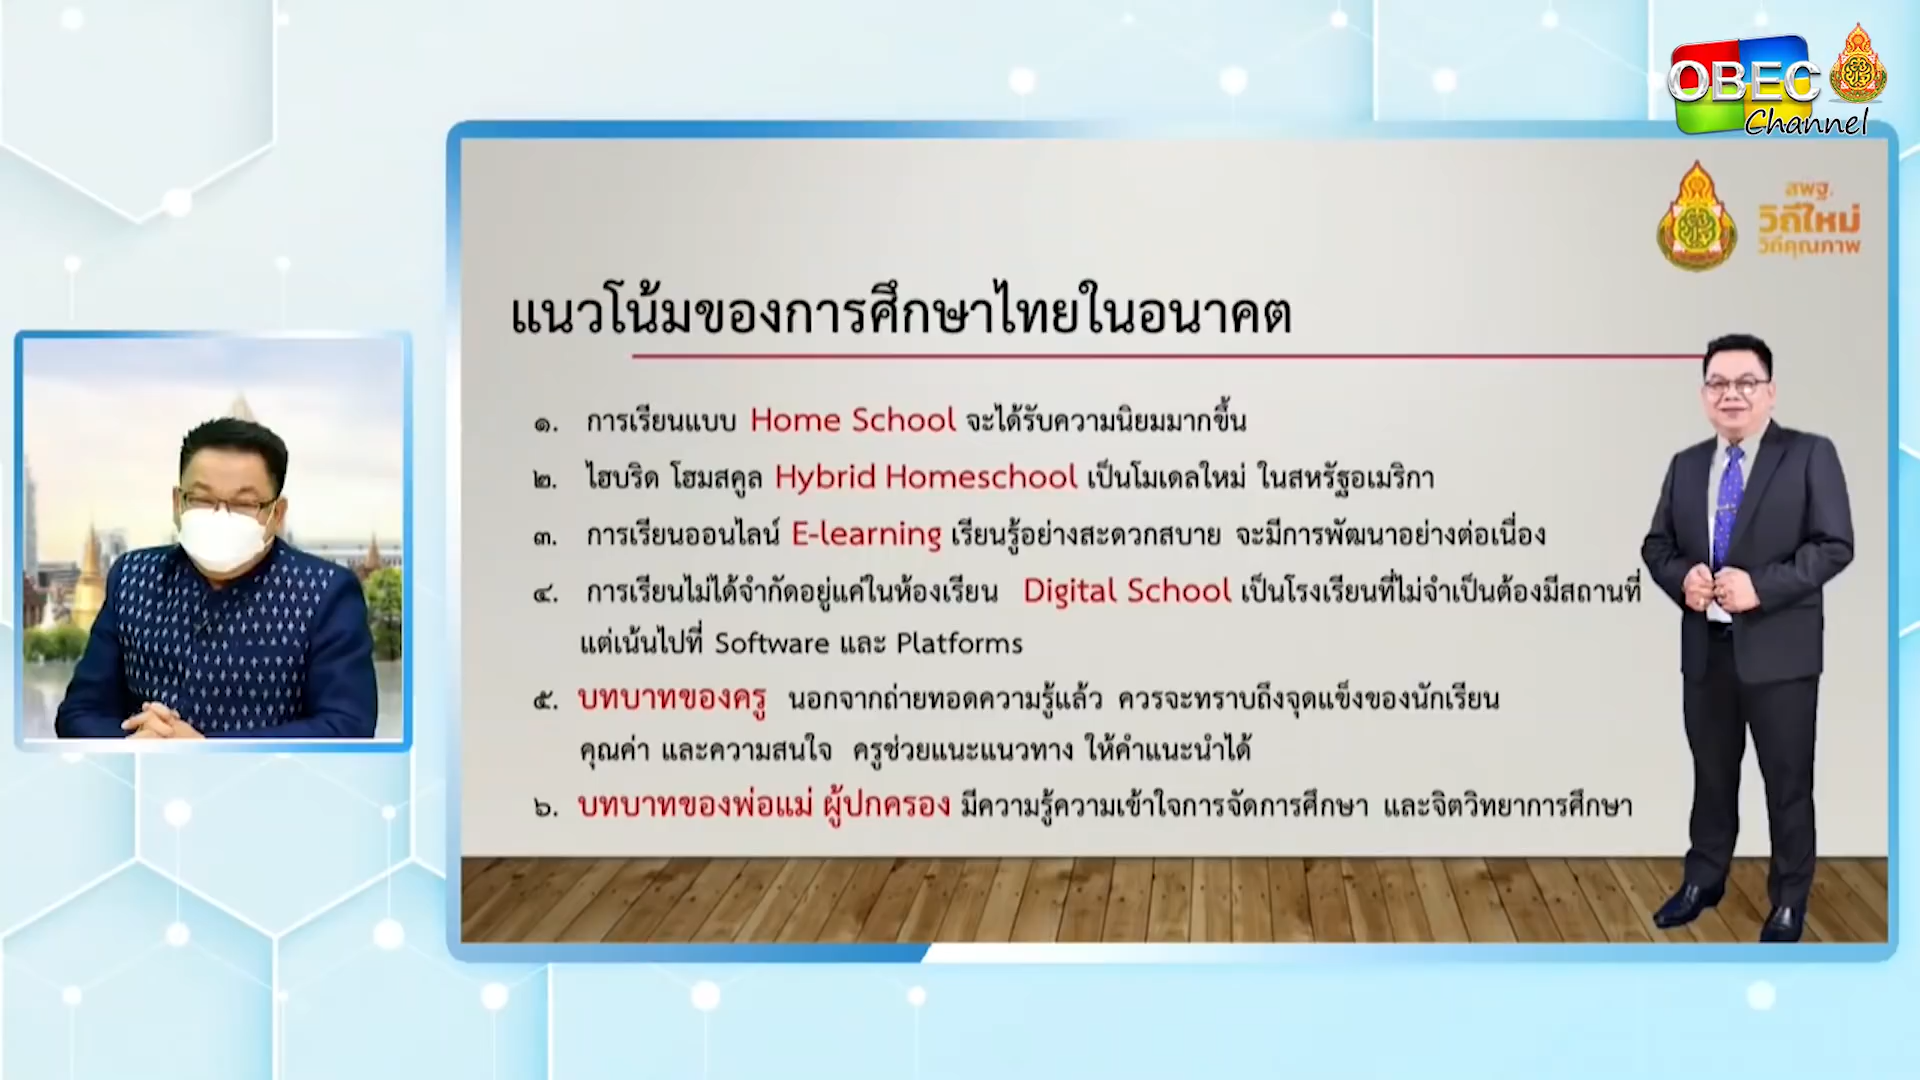 OBEC
Channel
สพฐ.
วิถีใหม่
วิถีคุณภาพ
แนวโน้มของการศึกษาไทยในอนาคต
๑. การเรียนแบบ Home School จะได้รับความนิยมมากขึ้น
๒. ไฮบริด โฮมสคูล Hybrid Homeschool เป็นโมเดลใหม่ ในสหรัฐอเมริกา
๓. การเรียนออนไลน์ E-learning เรียนรู้อย่างสะดวกสบาย จะมีการพัฒนาอย่างต่อเนื่อง
๔. การเรียนไม่ได้จำกัดอยู่แค่ในห้องเรียน Digital School เป็นโรงเรียนที่ไม่จำเป็นต้องมีสถานที่
แต่เน้นไปที่ Software และ Platforms
๕. บทบาทของครู นอกจากถ่ายทอดความรู้แล้ว ควรจะทราบถึงจุดแข็งของนักเรียน
คุณค่า และความสนใจ ครูช่วยแนะแนวทาง ให้คำแนะนำได้
๖. บทบาทของพ่อแม่ ผู้ปกครอง มีความรู้ความเข้าใจการจัดการศึกษา และจิตวิทยาการศึกษา